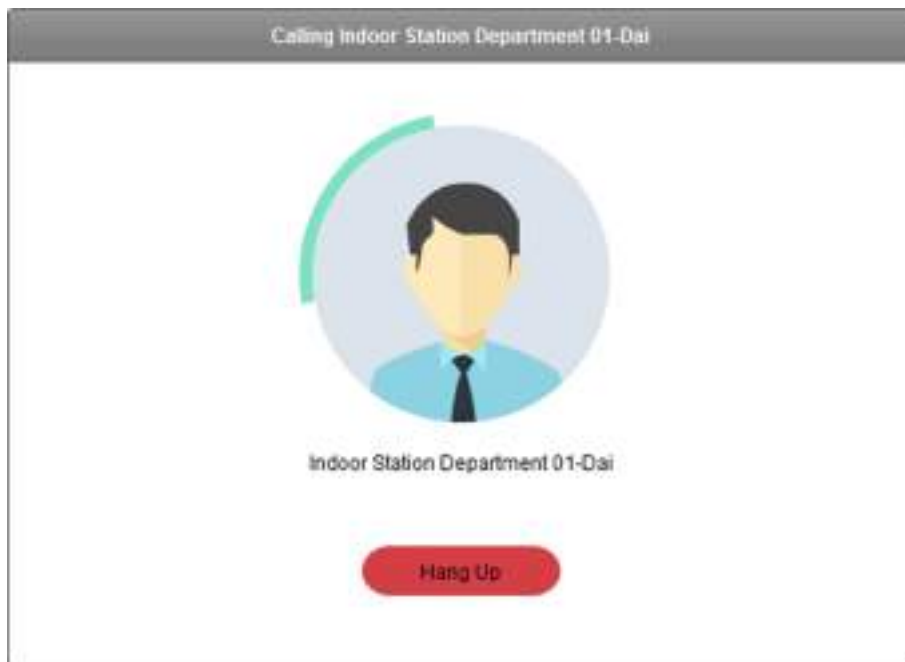 Calling Indoor Station Department 01-Dai
Indoor Station Department 01-Dai
Hang Up